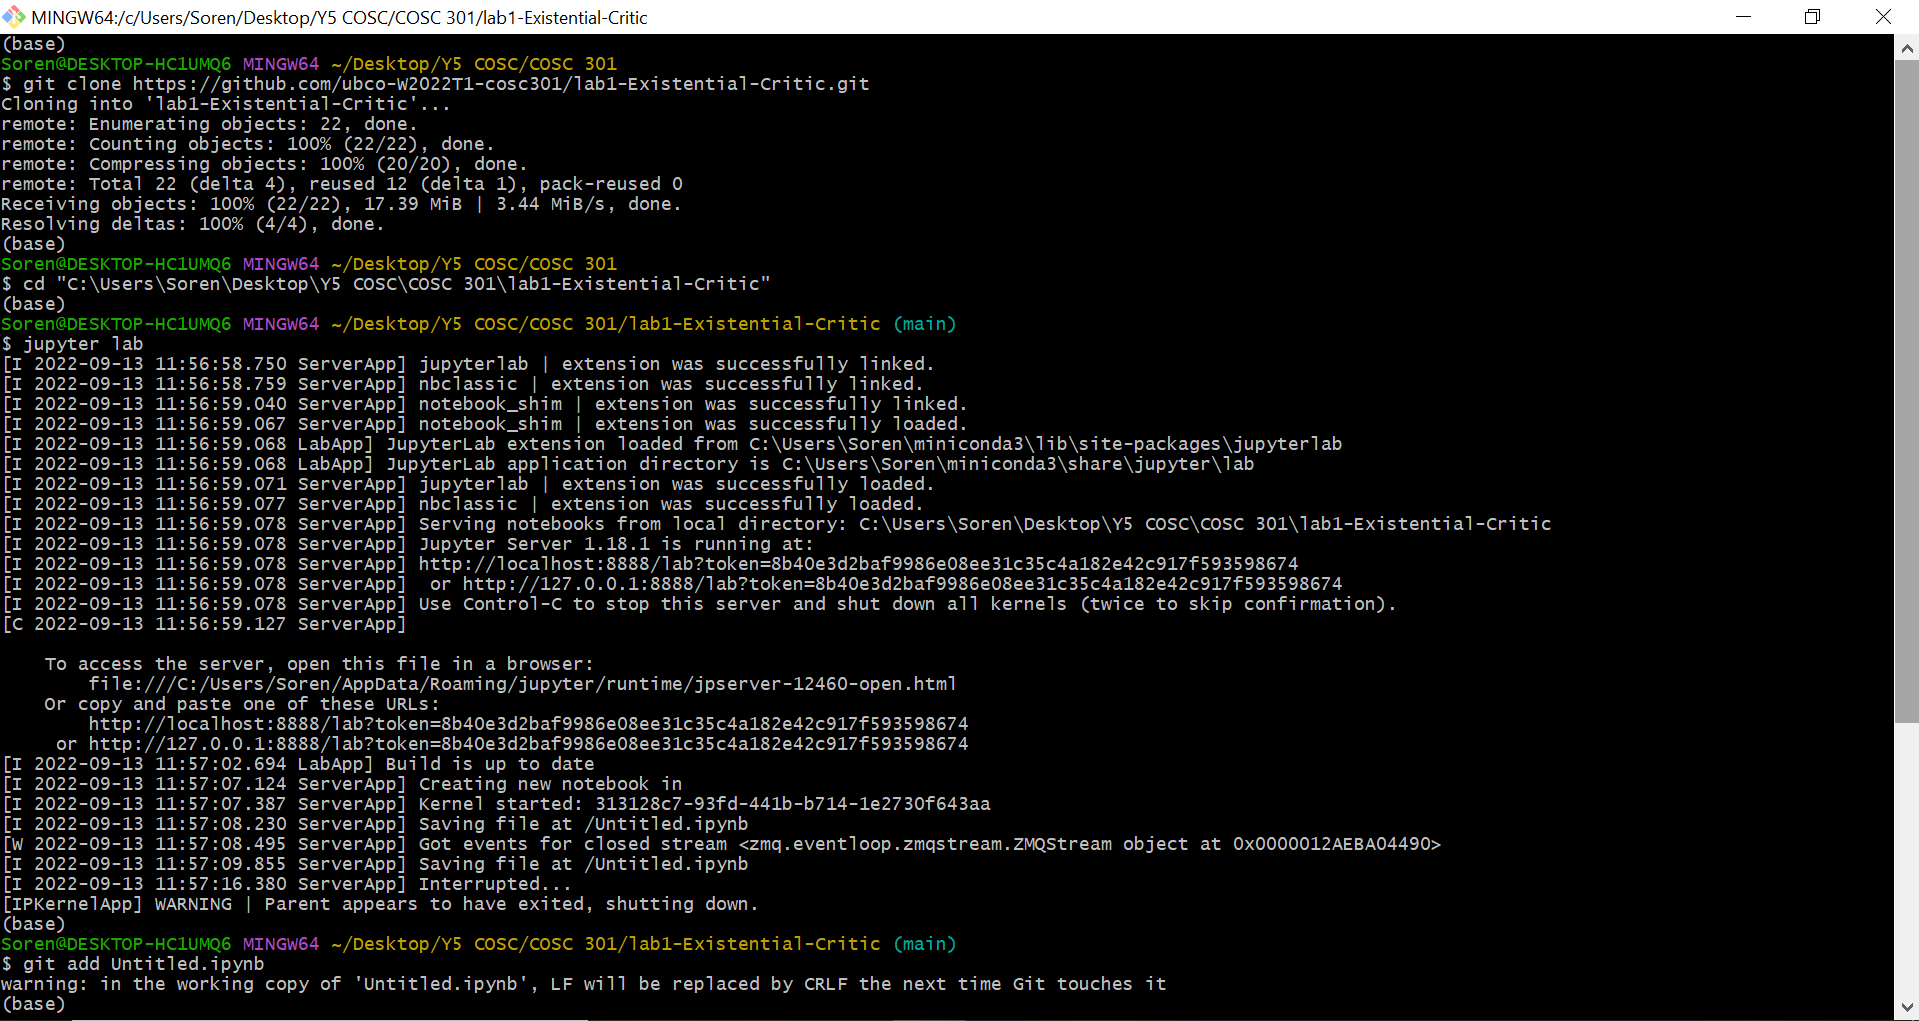 MINGW64:/c/Users/Soren/Desktop/Y5 COSC/COSC 301/lab1-Existential-Critic
(base)
Soren@DESKTOP-HC1UMQ6 MINGW64 ~/Desktop/Y5 COSC/COSC 301
$ git clone https://github.com/ubco-W2022T1-cosc301/lab1-Existential-Critic.git
Cloning into 'lab1-Existential-Critic'...
remote: Enumerating objects: 22, done.
remote: Counting objects: 100% (22/22), done.
remote: Compressing objects: 100% (20/20), done.
remote: Total 22 (delta 4), reused 12 (delta 1), pack-reused 0
Receiving objects: 100% (22/22), 17.39 MiB | 3.44 MiB/s, done.
Resolving deltas: 100% (4/4), done.
(base)
Soren@DESKTOP-HC1UMQ6 MINGW64 ~/Desktop/Y5 COSC/COSC 301
$ cd "C:\Users\Soren\Desktop\Y5 COSC\COSC 301\lab1-Existential-Critic"
(base)
Soren@DESKTOP-HC1UMQ6 MINGW64 ~/Desktop/Y5 COSC/COSC 301/lab1-Existential-Critic (main)
$ jupyter lab
[I 2022-09-13 11:56:58.750 ServerApp] jupyterlab | extension was successfully linked.
[I 2022-09-13 11:56:58.759 ServerApp] nbclassic | extension was successfully linked.
[I 2022-09-13 11:56:59.040 ServerApp] notebook_shim | extension was successfully linked.
[I 2022-09-13 11:56:59.067 ServerApp] notebook_shim | extension was successfully loaded.
[I 2022-09-13 11:56:59.068 LabApp] JupyterLab extension loaded from C:\Users\Soren\miniconda3\lib\site-packages\jupyterlab
[I 2022-09-13 11:56:59.068 LabApp] JupyterLab application directory is C:\Users\Soren\miniconda3\share\jupyter\lab
[I 2022-09-13 11:56:59.071 ServerApp] jupyterlab | extension was successfully loaded.
[I 2022-09-13 11:56:59.077 ServerApp] nbclassic | extension was successfully loaded.
[I 2022-09-13 11:56:59.078 ServerApp] Serving notebooks from local directory: C:\Users\Soren\Desktop\Y5 COSC\COSC 301\lab1-Existential-Critic
[I 2022-09-13 11:56:59.078 ServerApp] Jupyter Server 1.18.1 is running at:
[I 2022-09-13 11:56:59.078 ServerApp] http://localhost:8888/lab?token=8b40e3d2baf9986e08ee31c35c4a182e42c917f593598674
[I 2022-09-13 11:56:59.078 ServerApp]  or http://127.0.0.1:8888/lab?token=8b40e3d2baf9986e08ee31c35c4a182e42c917f593598674
[I 2022-09-13 11:56:59.078 ServerApp] Use Control-C to stop this server and shut down all kernels (twice to skip confirmation).
[C 2022-09-13 11:56:59.127 ServerApp]
To access the server, open this file in a browser:
file:///C:/Users/Soren/AppData/Roaming/jupyter/runtime/jpserver-12460-open.html
Or copy and paste one of these URLs:
http://localhost:8888/lab?token=8b40e3d2baf9986e08ee31c35c4a182e42c917f593598674
or http://127.0.0.1:8888/lab?token=8b40e3d2baf9986e08ee31c35c4a182e42c917f593598674
[I 2022-09-13 11:57:02.694 LabApp] Build is up to date
[I 2022-09-13 11:57:07.124 ServerApp] Creating new notebook in
[I 2022-09-13 11:57:07.387 ServerApp] Kernel started: 313128c7-93fd-441b-b714-1e2730f643aa
[I 2022-09-13 11:57:08.230 ServerApp] Saving file at /Untitled.ipynb
[W 2022-09-13 11:57:08.495 ServerApp] Got events for closed stream <zmq.eventloop.zmqstream.ZMQStream object at 0x0000012AEBA04490>
[I 2022-09-13 11:57:09.855 ServerApp] Saving file at /Untitled.ipynb
[I 2022-09-13 11:57:16.380 ServerApp] Interrupted...
[IPKernelApp] WARNING | Parent appears to have exited, shutting down.
(base)
Soren@DESKTOP-HC1UMQ6 MINGW64 ~/Desktop/Y5 COSC/COSC 301/lab1-Existential-Critic (main)
$ git add Untitled.ipynb
warning: in the working copy of 'Untitled.ipynb', LF will be replaced by CRLF the next time Git touches it
(base)